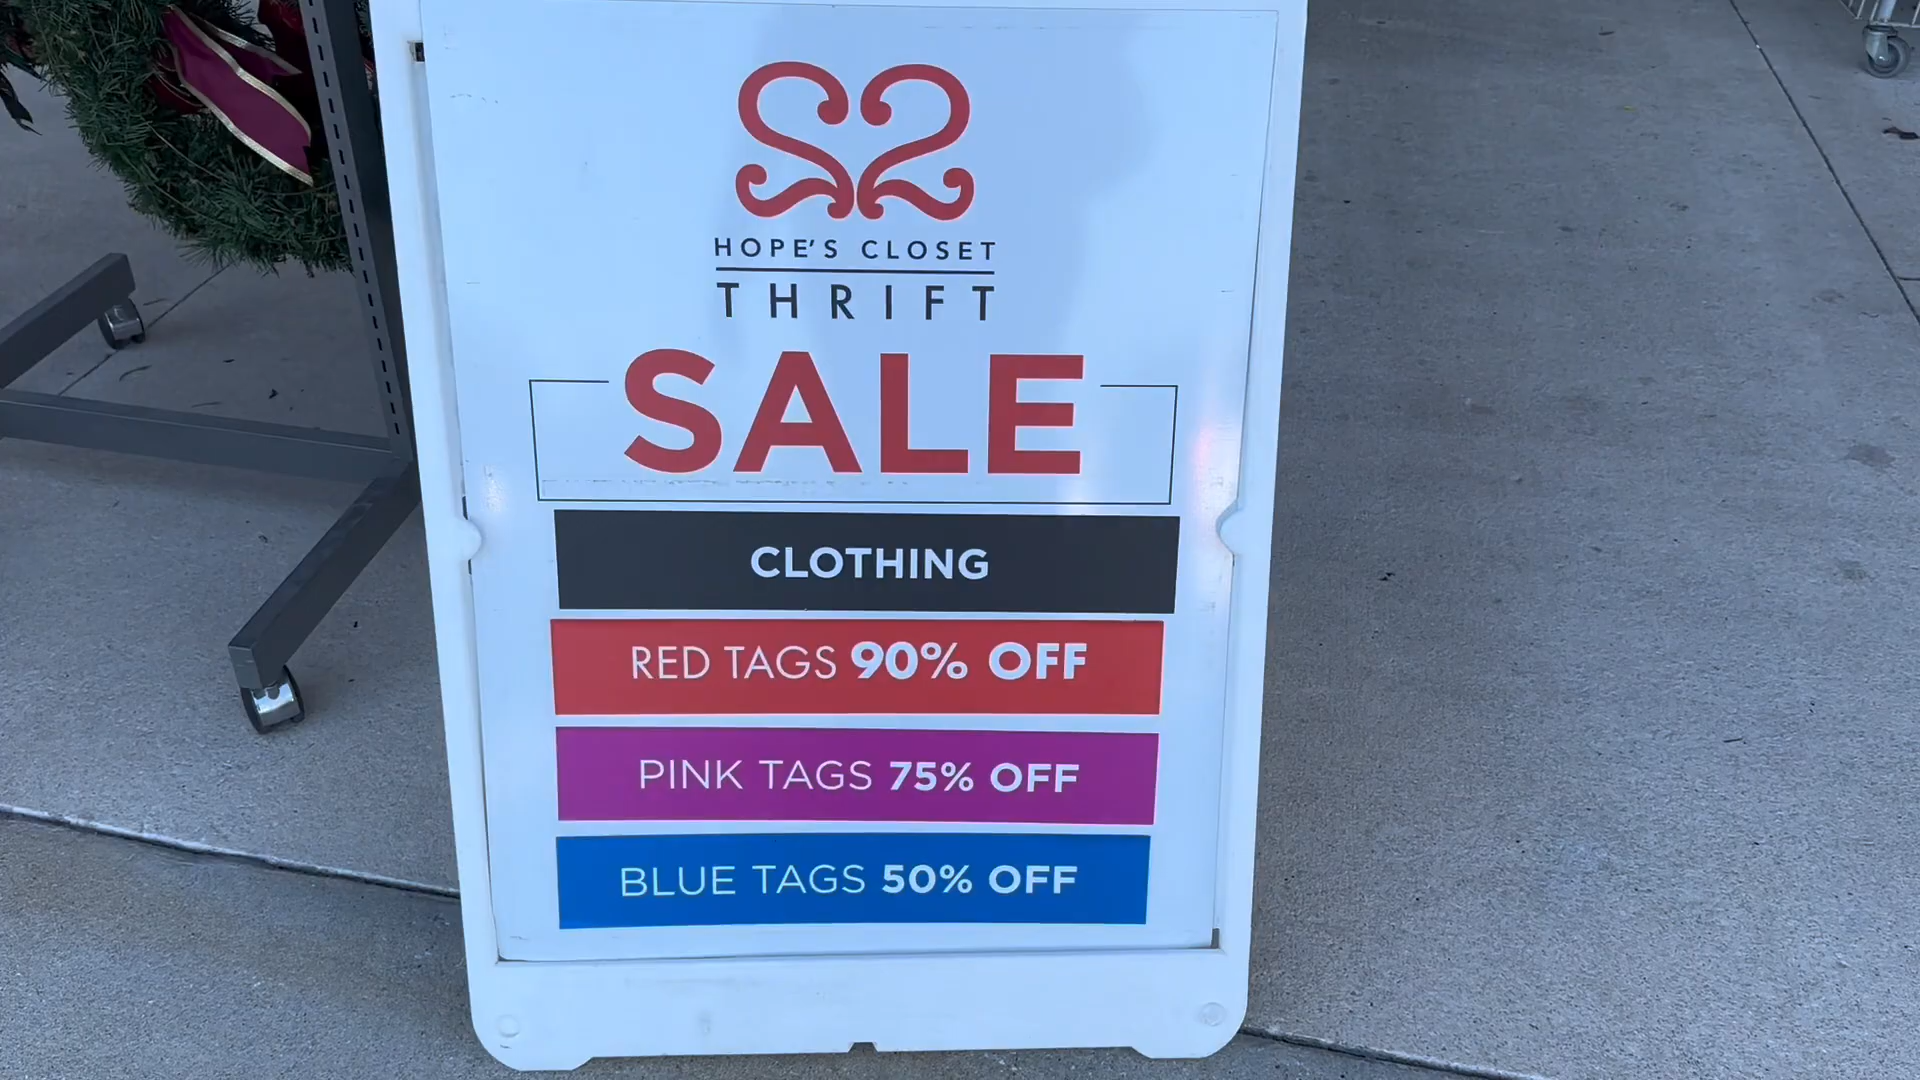 HOPE'S CLOSET
THRIFT
SALE
CLOTHING
RED TAGS 90% OFF
PINK TAGS 75% OFF
BLUE TAGS 50% OFF